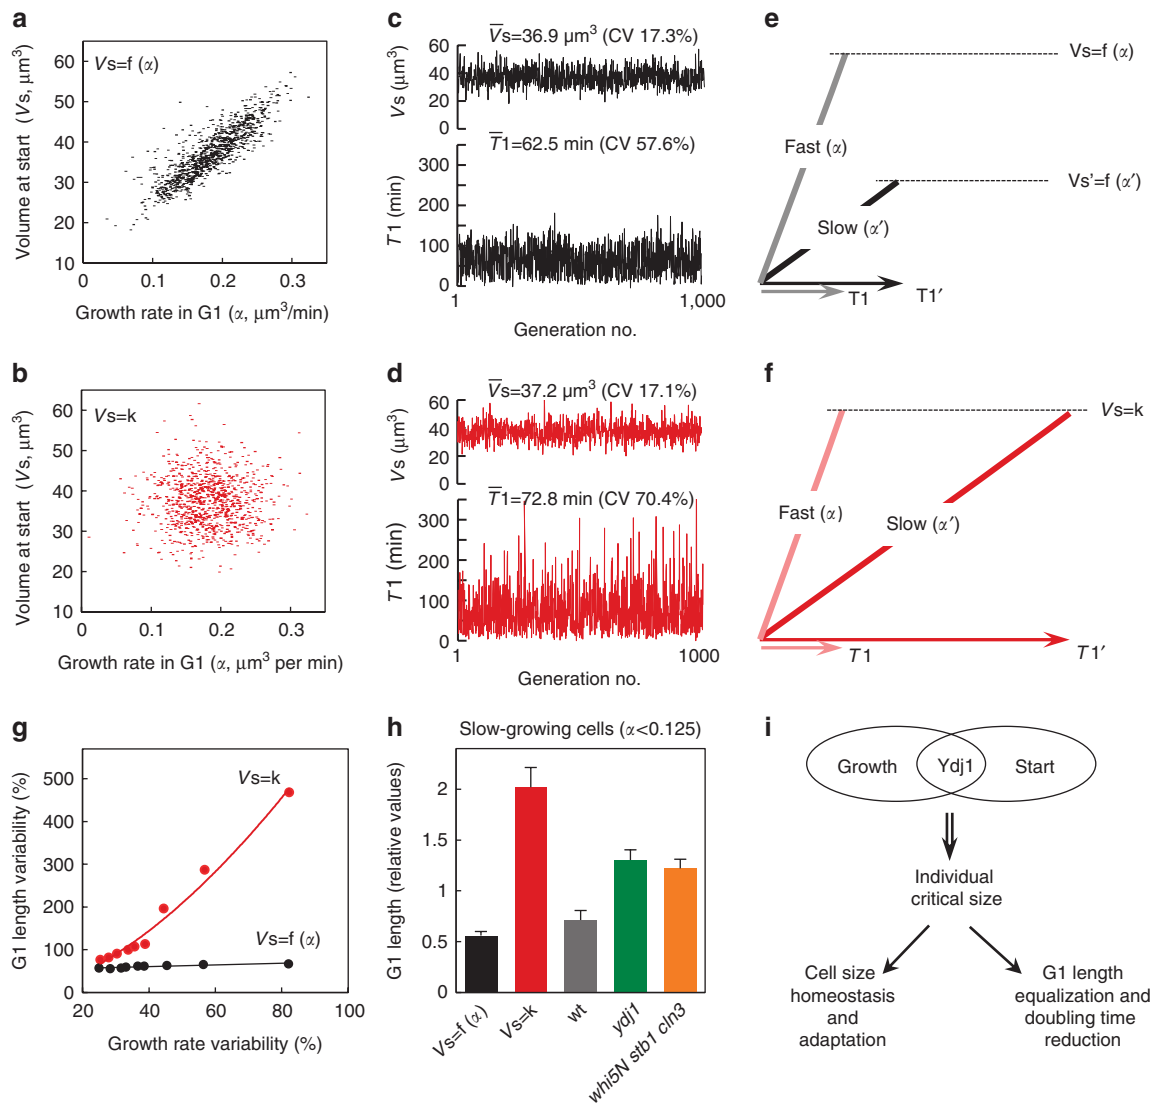 a
Vs=f (α)
Volume at start (Vs, μm³)
60
50
40
30
20
10
0
0.1
0.2
0.3
Growth rate in G1 (α, μm³/min)
c
V̅s=36.9 μm³ (CV 17.3%)
Vs (μm³)
60
40
20
0
T̅1=62.5 min (CV 57.6%)
T1 (min)
300
200
100
0
1
1,000
Generation no.
e
Vs=f (α)
Fast (α)
Vs'=f (α')
Slow (α')
T1
T1'
b
Vs=k
Volume at start (Vs, μm³)
60
50
40
30
20
10
0
0.1
0.2
0.3
Growth rate in G1 (α, μm³ per min)
d
V̅s=37.2 μm³ (CV 17.1%)
Vs (μm³)
60
40
20
0
T̅1=72.8 min (CV 70.4%)
T1 (min)
300
200
100
0
1
1000
Generation no.
f
Vs=k
Fast (α)
Slow (α')
T1
T1'
g
Vs=k
Vs=f (α)
G1 length variability (%)
500
400
300
200
100
0
20
40
60
80
100
Growth rate variability (%)
h
Slow-growing cells (α<0.125)
G1 length (relative values)
2
1.5
1
0.5
0
Vs=f (α)
Vs=k
wt
ydj1
whi5N stb1 cln3
i
Growth
Ydj1
Start
Individual
critical size
Cell size
homeostasis
and
adaptation
G1 length
equalization and
doubling time
reduction